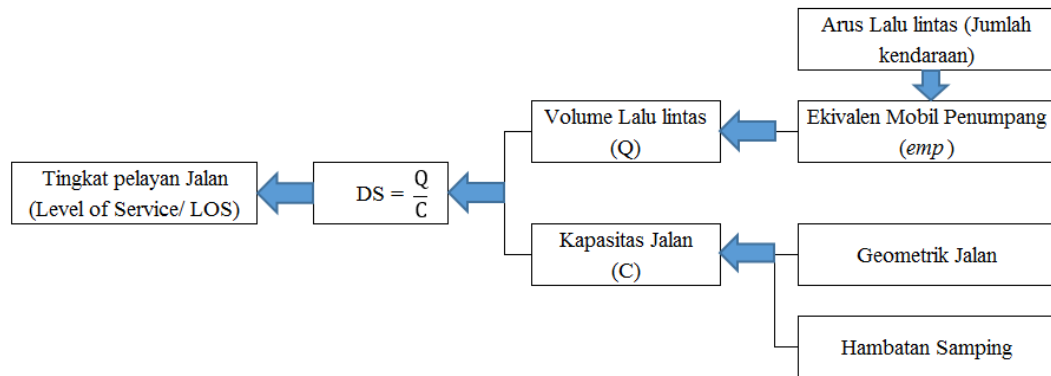 Arus Lalu lintas (Jumlah
kendaraan)
Volume Lalu lintas
(Q)
Ekivalen Mobil Penumpang
(emp)
Tingkat pelayan Jalan
(Level of Service/ LOS)
DS = Q/C
Kapasitas Jalan
(C)
Geometrik Jalan
Hambatan Samping